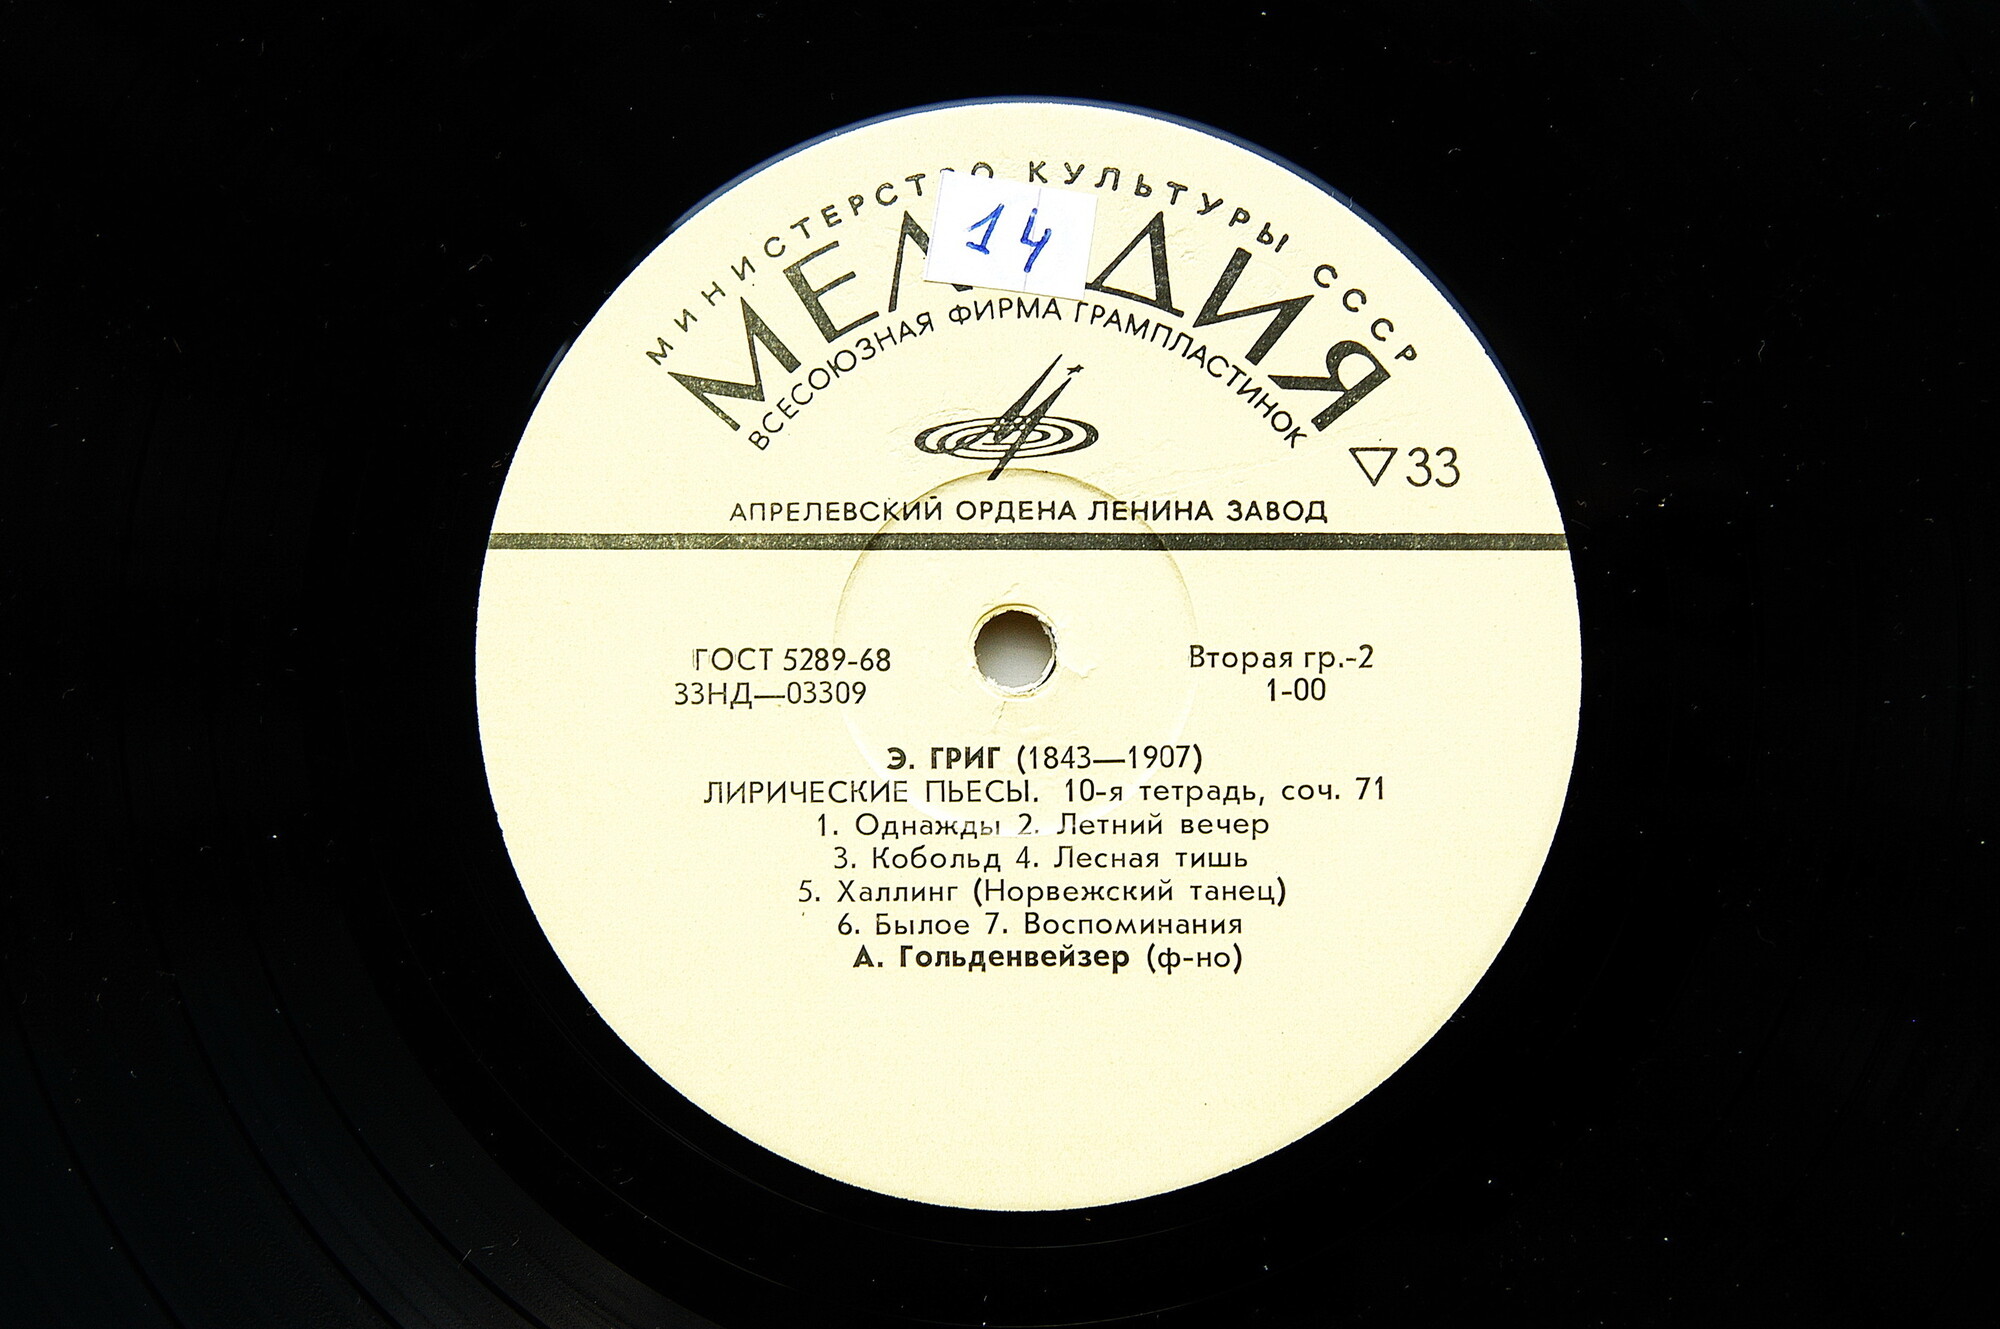 МИНИСТЕРСТВО КУЛЬТУРЫ СССР
14
МЕЛОДИЯ
ВСЕСОЮЗНАЯ ФИРМА ГРАМПЛАСТИНОК
▽33
АПРЕЛЕВСКИЙ ОРДЕНА ЛЕНИНА ЗАВОД
ГОСТ 5289-68
Вторая гр.-2
33НД—03309
1-00
Э. ГРИГ (1843—1907)
ЛИРИЧЕСКИЕ ПЬЕСЫ. 10-я тетрадь, соч. 71
1. Однажды 2. Летний вечер
3. Кобольд 4. Лесная тишь
5. Халлинг (Норвежский танец)
6. Былое 7. Воспоминания
А. Гольденвейзер (ф-но)